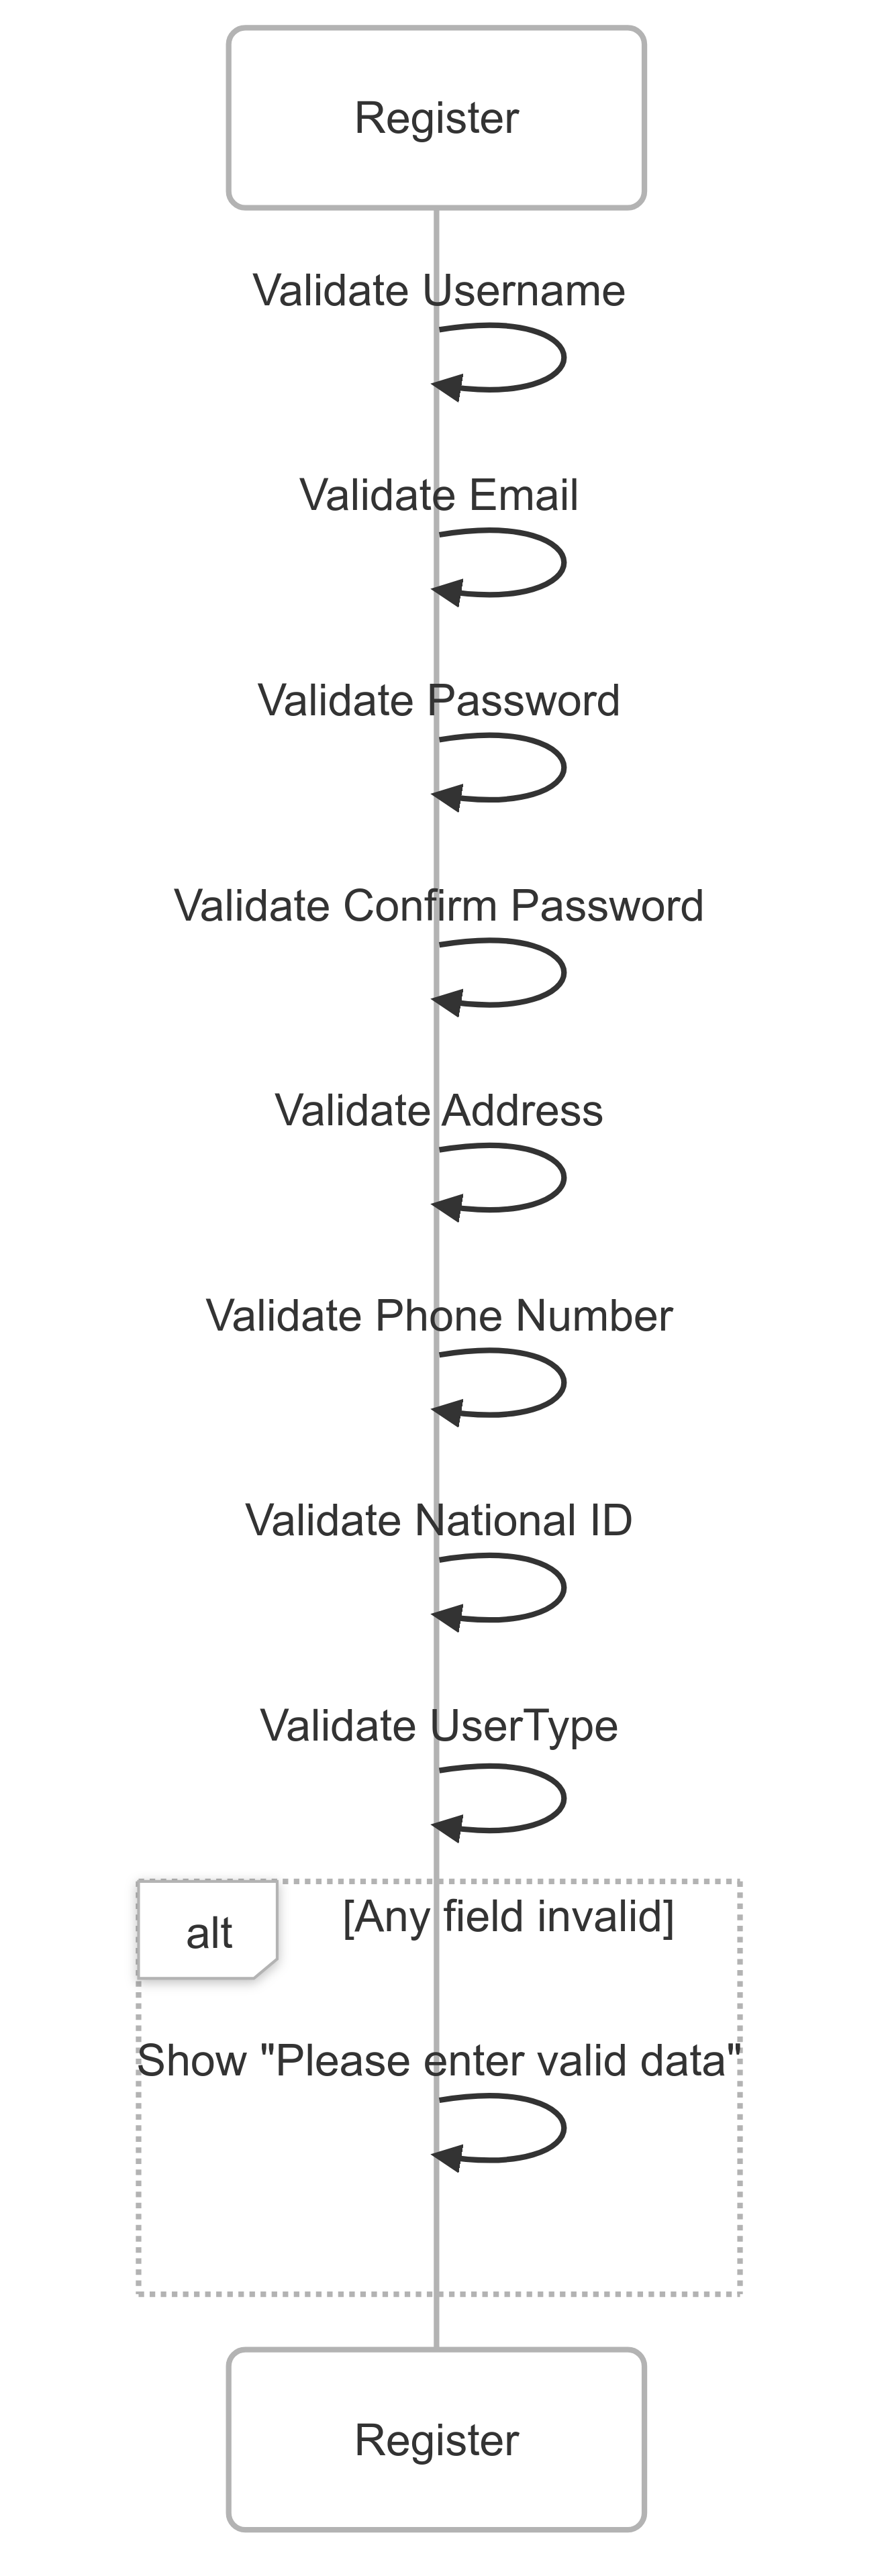 Register
Validate Username
Validate Email
Validate Password
Validate Confirm Password
Validate Address
Validate Phone Number
Validate National ID
Validate UserType
alt
[Any field invalid]
Show "Please enter valid data"
Register